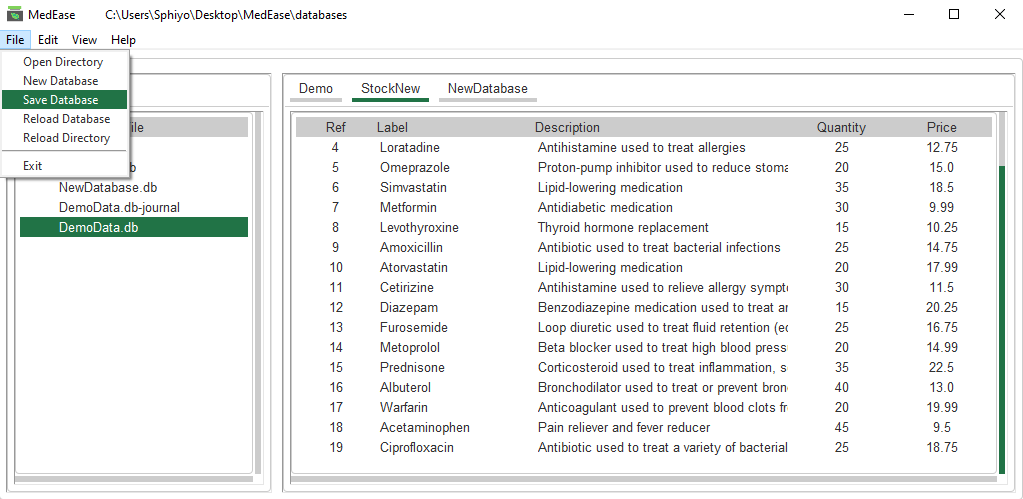 MedEase C:\Users\Sphiyo\Desktop\MedEase\databases
File Edit View Help
Open Directory
New Database
Save Database
Reload Database
Reload Directory
Exit
NewDatabase.db
DemoData.db-journal
DemoData.db
Demo StockNew NewDatabase
Ref Label Description Quantity Price
4 Loratadine Antihistamine used to treat allergies 25 12.75
5 Omeprazole Proton-pump inhibitor used to reduce stoma 20 15.0
6 Simvastatin Lipid-lowering medication 35 18.5
7 Metformin Antidiabetic medication 30 9.99
8 Levothyroxine Thyroid hormone replacement 15 10.25
9 Amoxicillin Antibiotic used to treat bacterial infections 25 14.75
10 Atorvastatin Lipid-lowering medication 20 17.99
11 Cetirizine Antihistamine used to relieve allergy sympt 30 11.5
12 Diazepam Benzodiazepine medication used to treat a 15 20.25
13 Furosemide Loop diuretic used to treat fluid retention (e 25 16.75
14 Metoprolol Beta blocker used to treat high blood press 20 14.99
15 Prednisone Corticosteroid used to treat inflammation, s 35 22.5
16 Albuterol Bronchodilator used to treat or prevent bron 40 13.0
17 Warfarin Anticoagulant used to prevent blood clots f 20 19.99
18 Acetaminophen Pain reliever and fever reducer 45 9.5
19 Ciprofloxacin Antibiotic used to treat a variety of bacterial 25 18.75